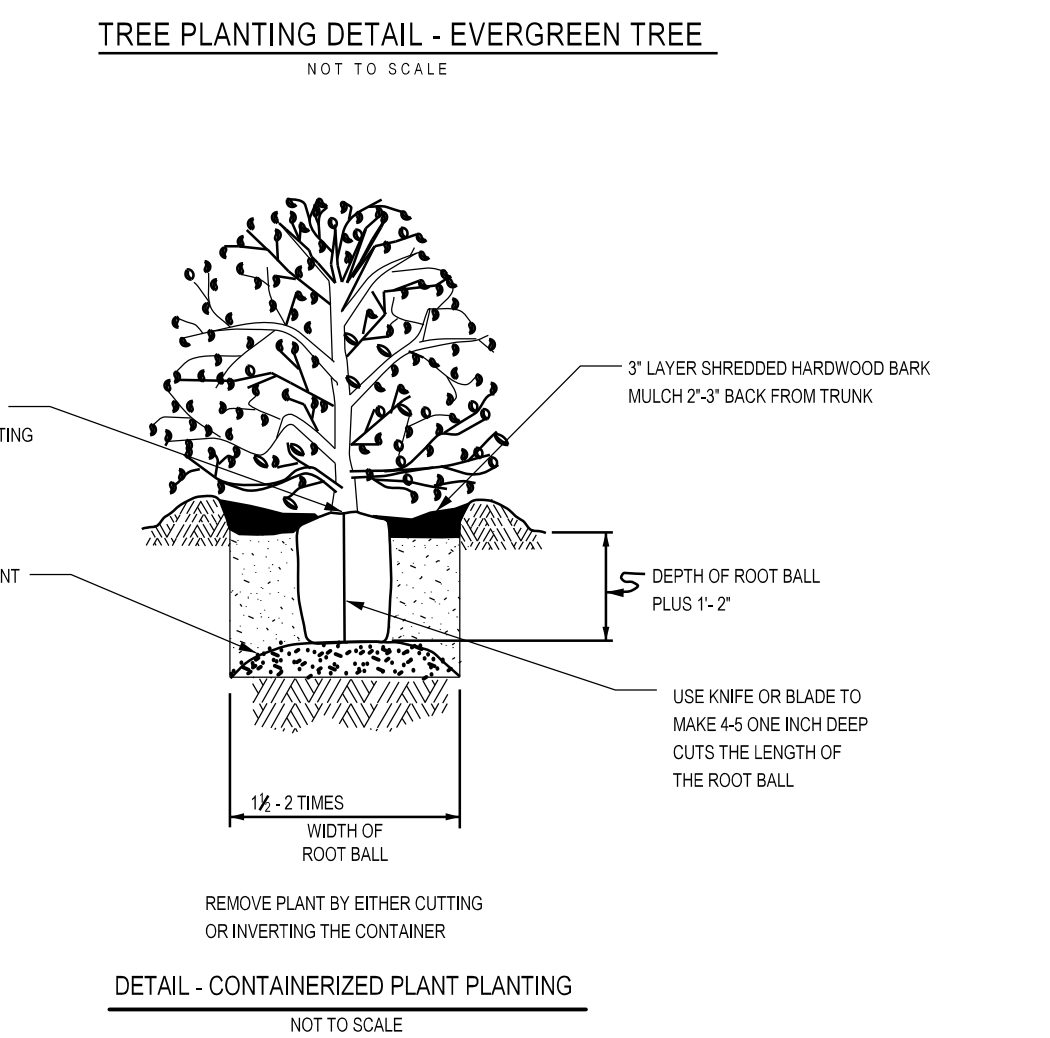 TREE PLANTING DETAIL - EVERGREEN TREE
NOT TO SCALE
3" LAYER SHREDDED HARDWOOD BARK
MULCH 2"-3" BACK FROM TRUNK
TING
NT
DEPTH OF ROOT BALL
PLUS 1'- 2"
USE KNIFE OR BLADE TO
MAKE 4-5 ONE INCH DEEP
CUTS THE LENGTH OF
THE ROOT BALL
1½ - 2 TIMES
WIDTH OF
ROOT BALL
REMOVE PLANT BY EITHER CUTTING
OR INVERTING THE CONTAINER
DETAIL - CONTAINERIZED PLANT PLANTING
NOT TO SCALE